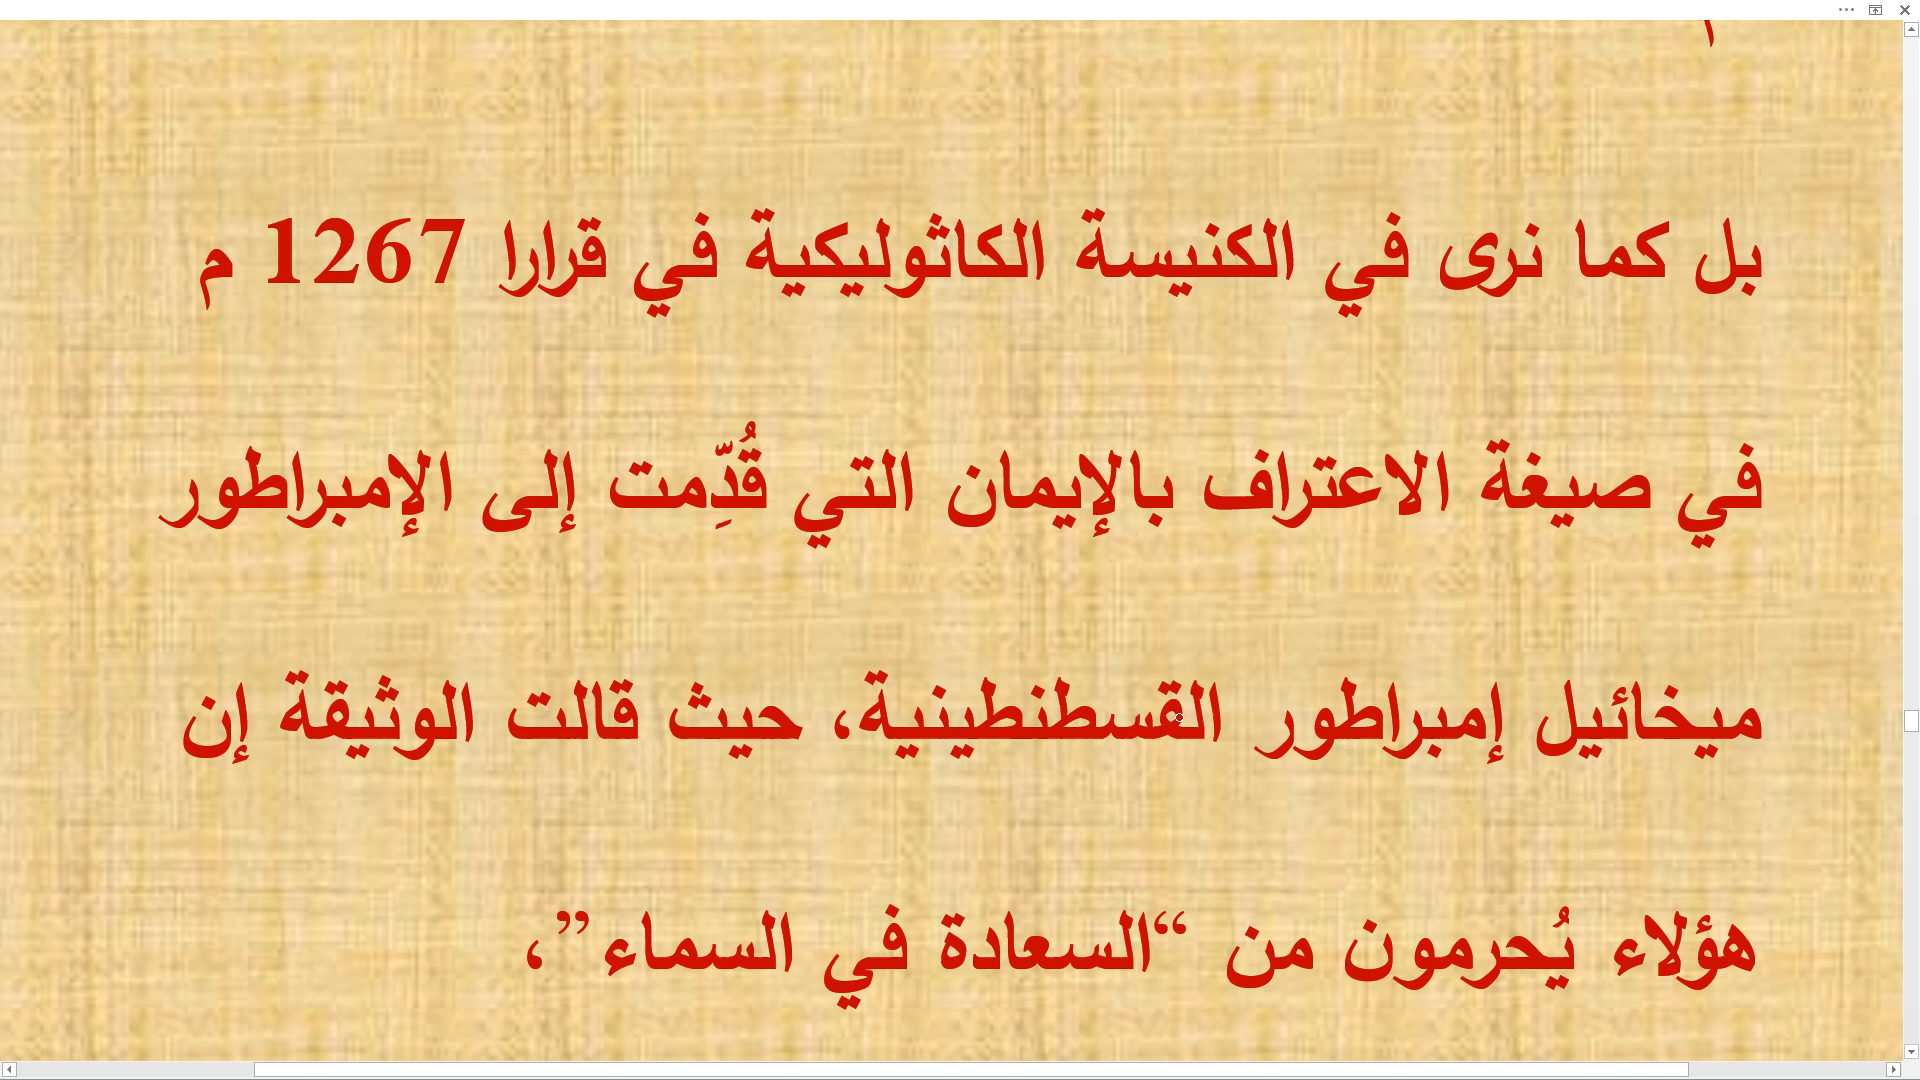 بل كما نرى في الكنيسة الكاثوليكية في قرارا 1267 م
في صيغة الاعتراف بالإيمان التي قُدِّمت إلى الإمبراطور
ميخائيل إمبراطور القسطنطينية، حيث قالت الوثيقة إن
هؤلاء يُحرمون من “السعادة في السماء”،